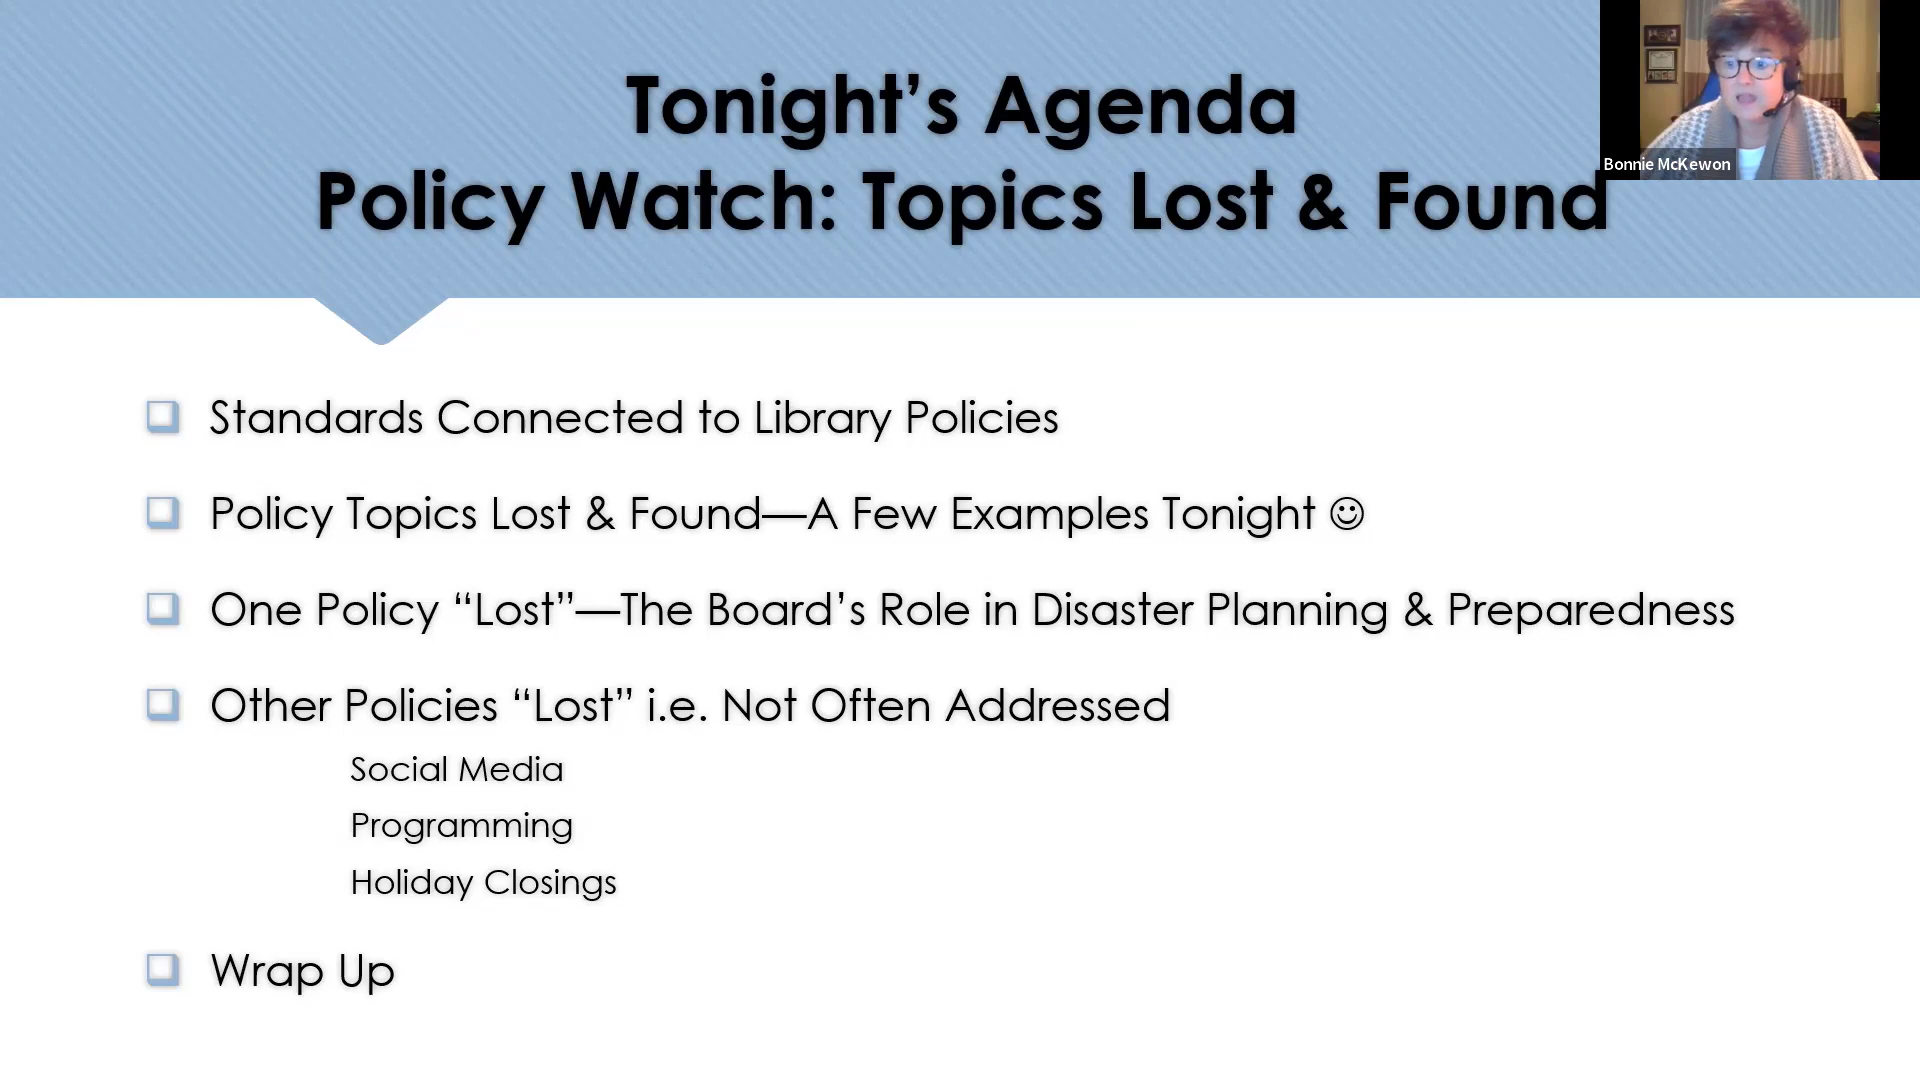 Tonight’s Agenda
Policy Watch: Topics Lost & Found
Bonnie McKewon
Standards Connected to Library Policies
Policy Topics Lost & Found—A Few Examples Tonight ☺
One Policy “Lost”—The Board’s Role in Disaster Planning & Preparedness
Other Policies “Lost” i.e. Not Often Addressed
Social Media
Programming
Holiday Closings
Wrap Up